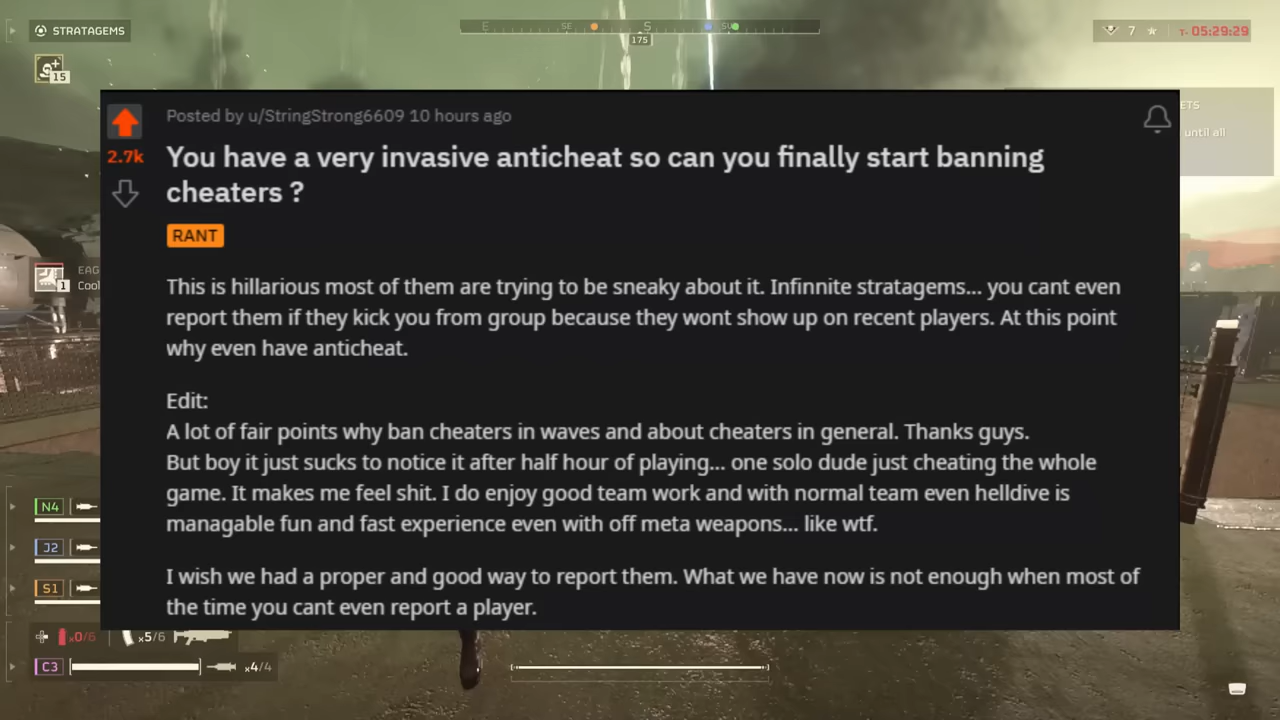 STRATAGEMS
E
SE
S
SW
175
7
T- 05:29:29
15
ETS
until all
EAG
1
Cool
Posted by u/StringStrong6609 10 hours ago
2.7k
You have a very invasive anticheat so can you finally start banning
cheaters ?
RANT
This is hillarious most of them are trying to be sneaky about it. Infinnite stratagems... you cant even
report them if they kick you from group because they wont show up on recent players. At this point
why even have anticheat.
Edit:
A lot of fair points why ban cheaters in waves and about cheaters in general. Thanks guys.
But boy it just sucks to notice it after half hour of playing... one solo dude just cheating the whole
game. It makes me feel shit. I do enjoy good team work and with normal team even helldive is
managable fun and fast experience even with off meta weapons... like wtf.
I wish we had a proper and good way to report them. What we have now is not enough when most of
the time you cant even report a player.
N4
J2
S1
x0/6
x5/6
C3
x4/4